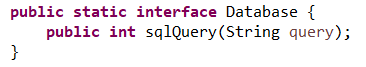 public static interface Database {
    public int sqlQuery(String query);
}